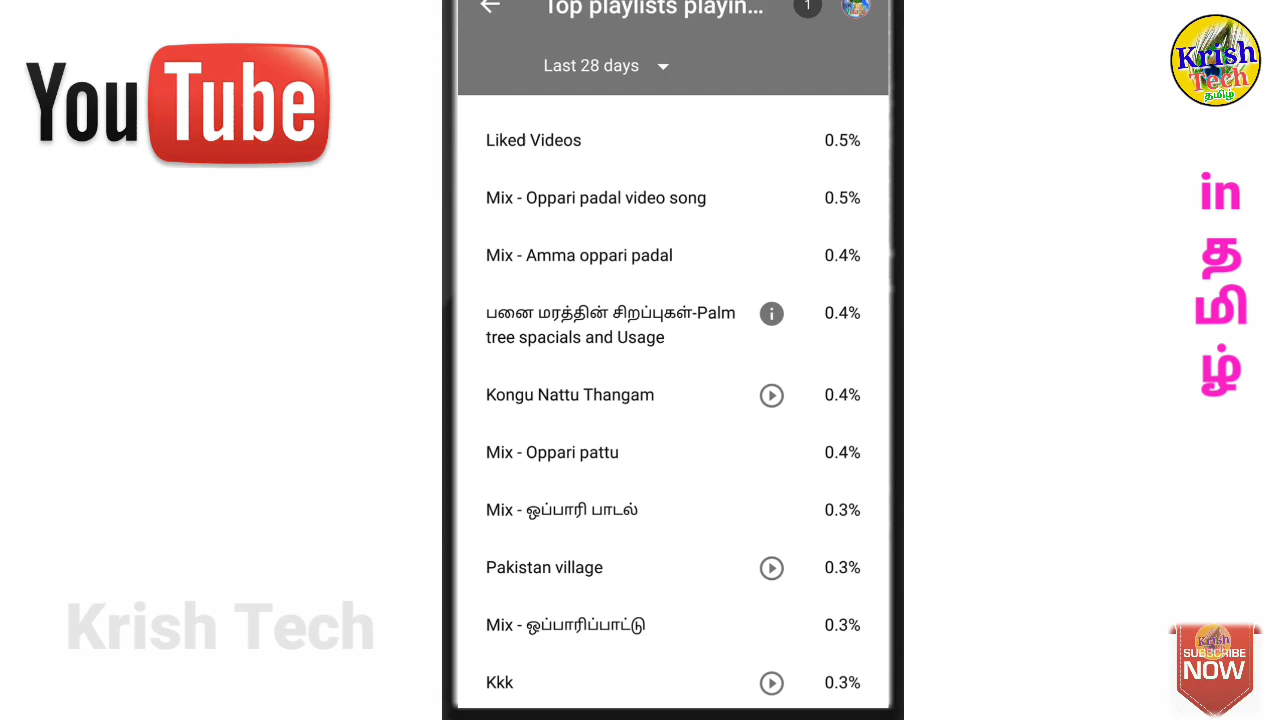 Top playlists playin...
1
Last 28 days
YouTube
Krish
Tech
தமிழ்
Liked Videos 0.5%
Mix - Oppari padal video song 0.5%
Mix - Amma oppari padal 0.4%
பனை மரத்தின் சிறப்புகள்-Palm 0.4%
tree spacials and Usage
Kongu Nattu Thangam 0.4%
Mix - Oppari pattu 0.4%
Mix - ஒப்பாரி பாடல் 0.3%
Pakistan village 0.3%
Mix - ஒப்பாரிப்பாட்டு 0.3%
Kkk 0.3%
in
த
மி
ழ்
Krish Tech
Krish
SUBSCRIBE
NOW